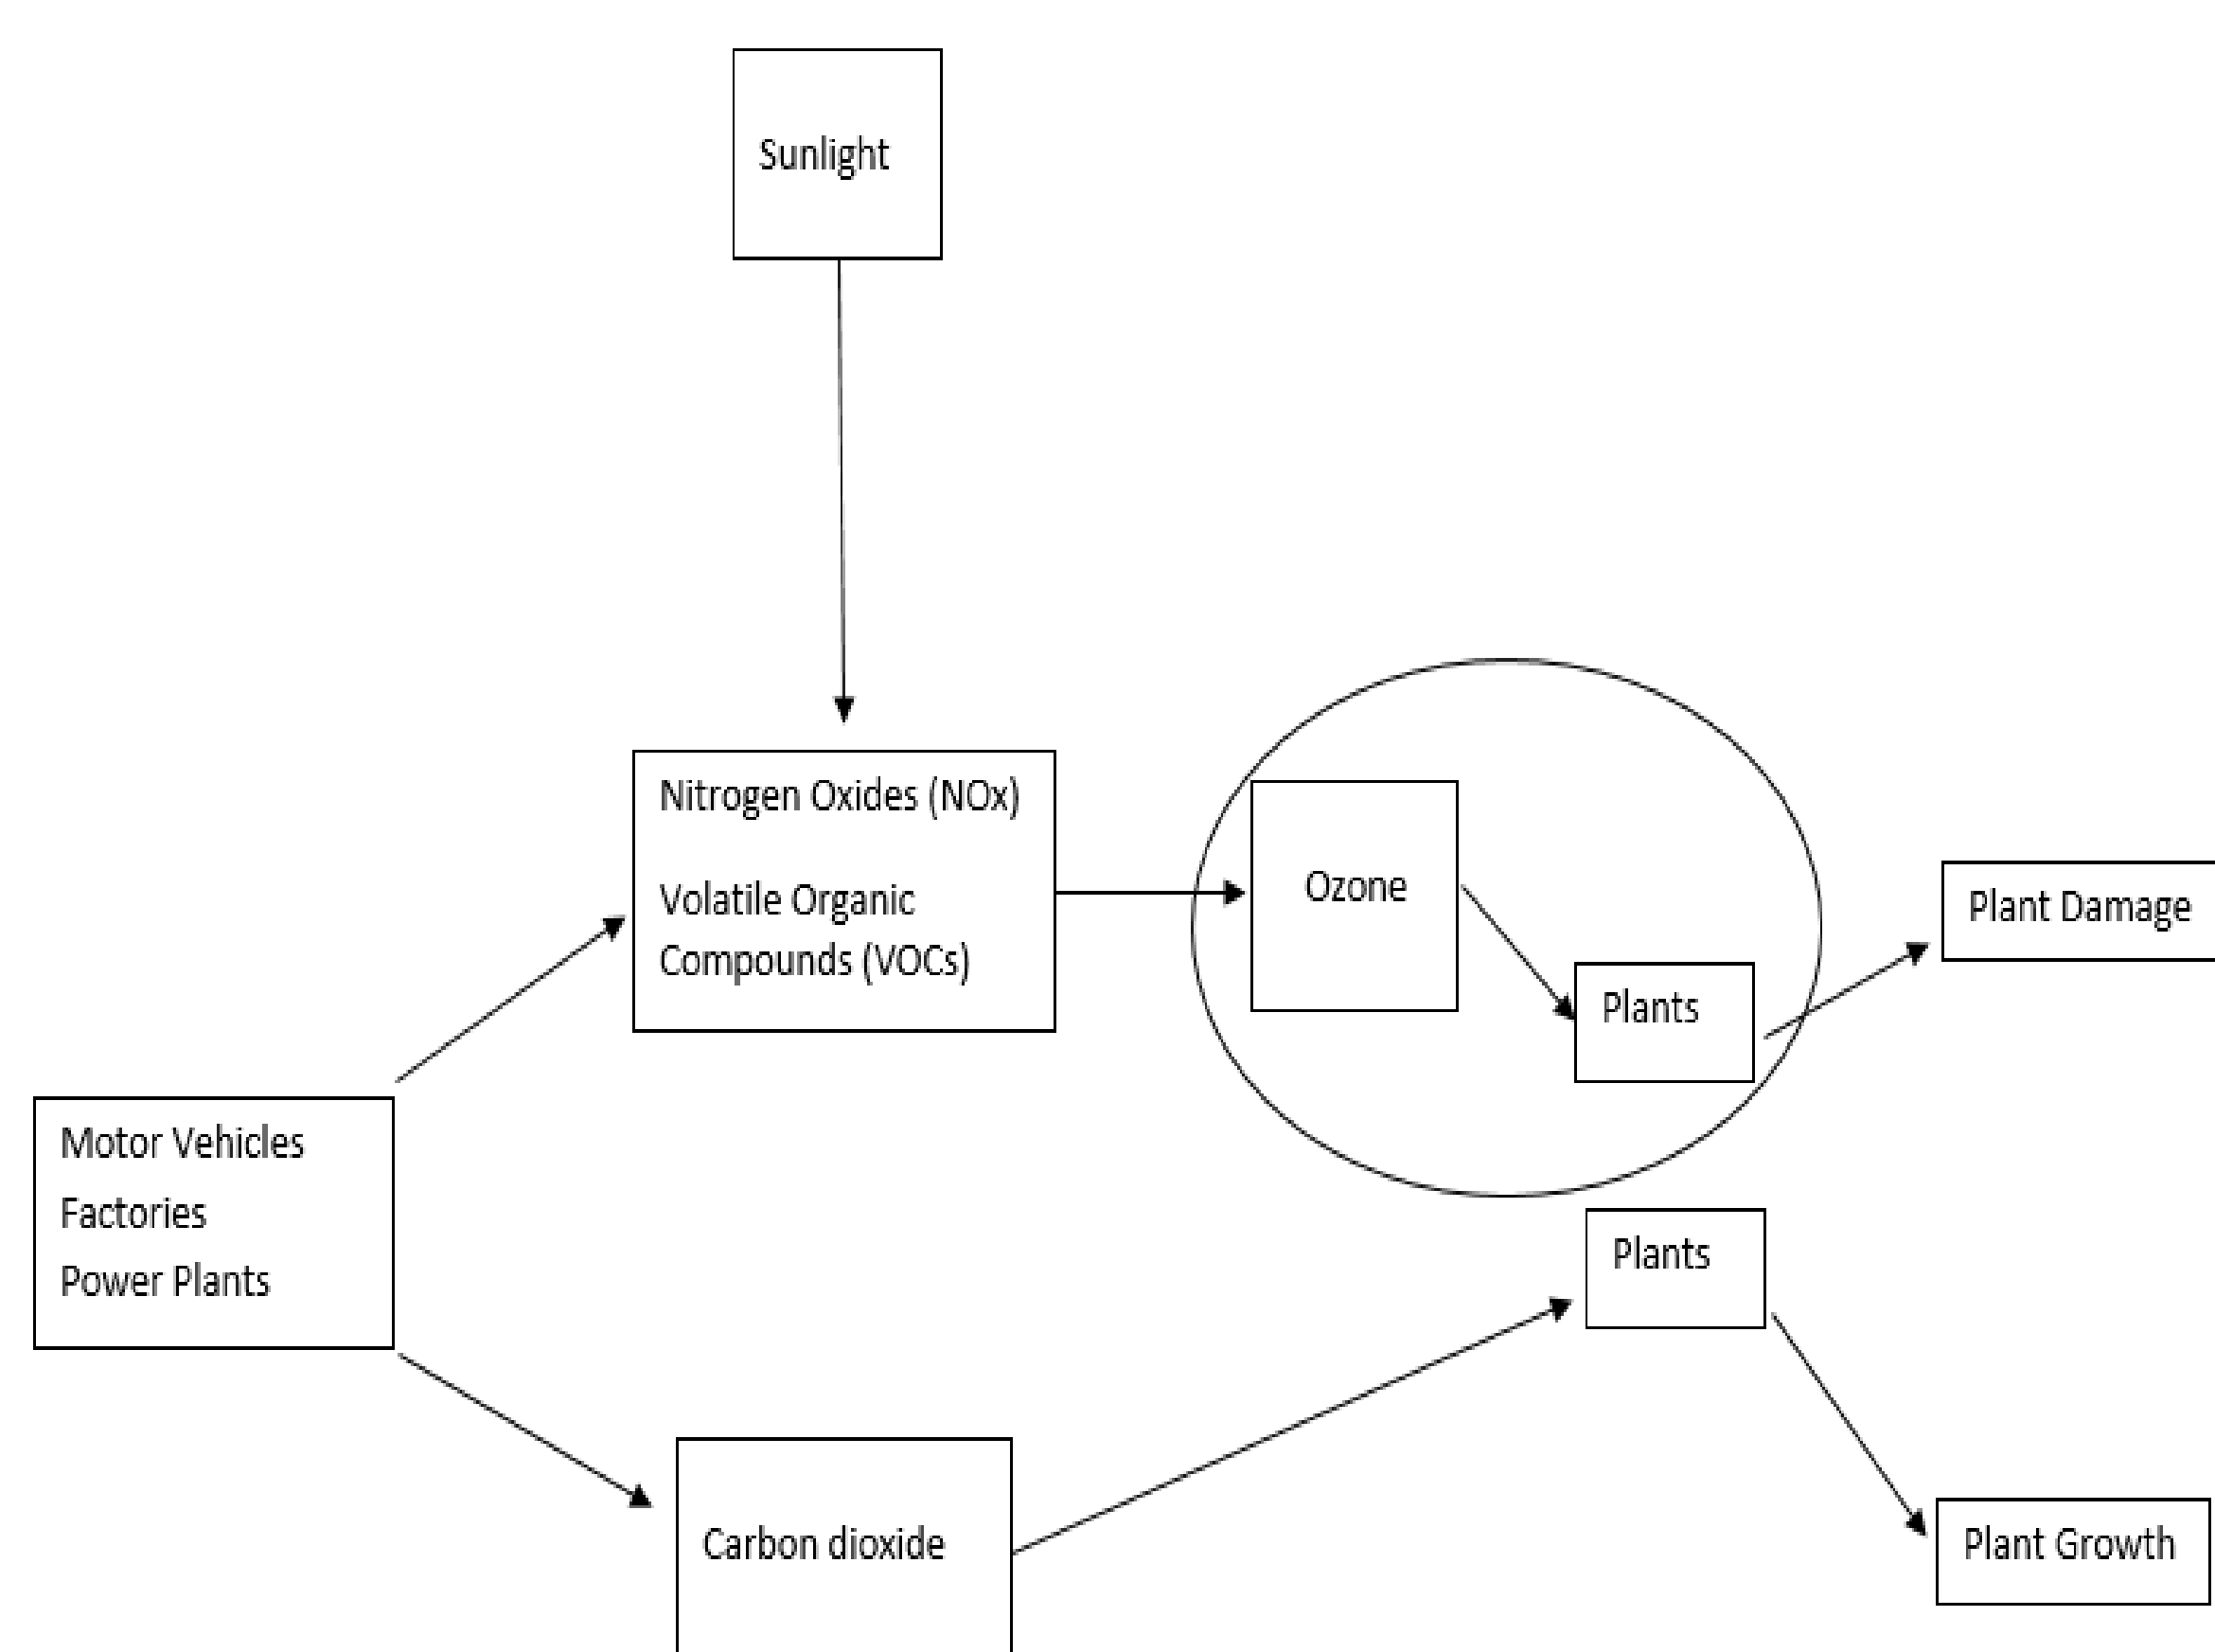 Sunlight
Nitrogen Oxides (NOx)
Volatile Organic
Compounds (VOCs)
Ozone
Plants
Plant Damage
Motor Vehicles
Factories
Power Plants
Plants
Carbon dioxide
Plant Growth